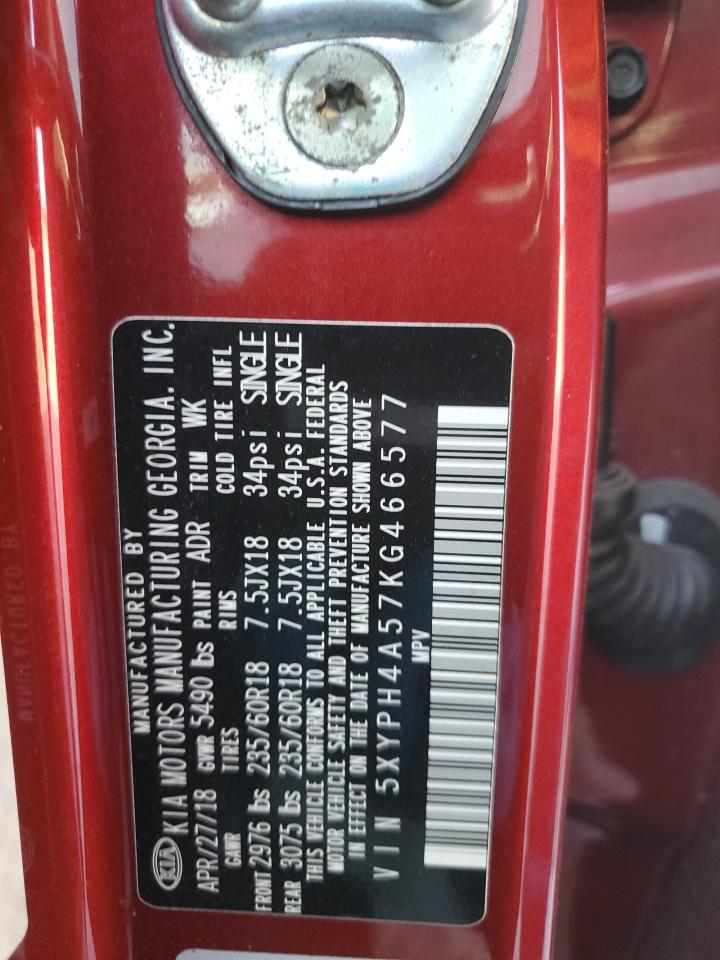 MANUFACTURED BY
KIA KIA MOTORS MANUFACTURING GEORGIA, INC.
APR/27/18 GVWR 5490 lbs PAINT ADR TRIM WK
GAWR TIRES RIMS COLD TIRE INFL
FRONT 2976 lbs 235/60R18 7.5JX18 34psi SINGLE
REAR 3075 lbs 235/60R18 7.5JX18 34psi SINGLE
THIS VEHICLE CONFORMS TO ALL APPLICABLE U.S.A. FEDERAL
MOTOR VEHICLE SAFETY AND THEFT PREVENTION STANDARDS
IN EFFECT ON THE DATE OF MANUFACTURE SHOWN ABOVE
VIN 5XYPH4A57KG466577
MPV